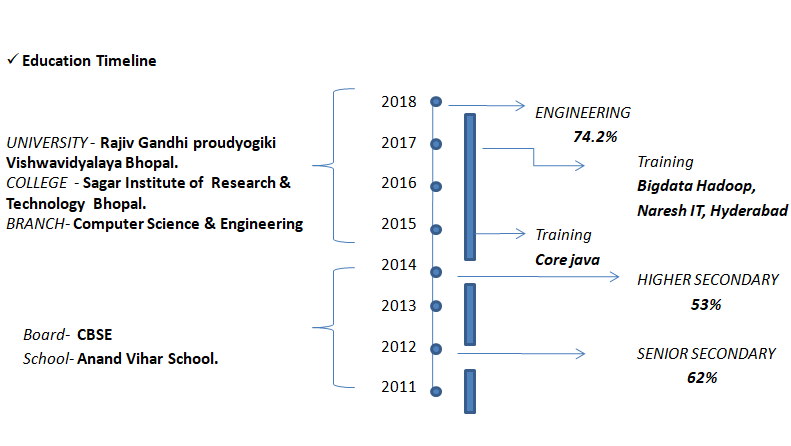 ✓ Education Timeline
UNIVERSITY - Rajiv Gandhi proudyogiki
Vishwavidyalaya Bhopal.
COLLEGE - Sagar Institute of Research &
Technology Bhopal.
BRANCH- Computer Science & Engineering
Board- CBSE
School- Anand Vihar School.
2018
2017
2016
2015
2014
2013
2012
2011
ENGINEERING
74.2%
Training
Bigdata Hadoop,
Naresh IT, Hyderabad
Training
Core java
HIGHER SECONDARY
53%
SENIOR SECONDARY
62%